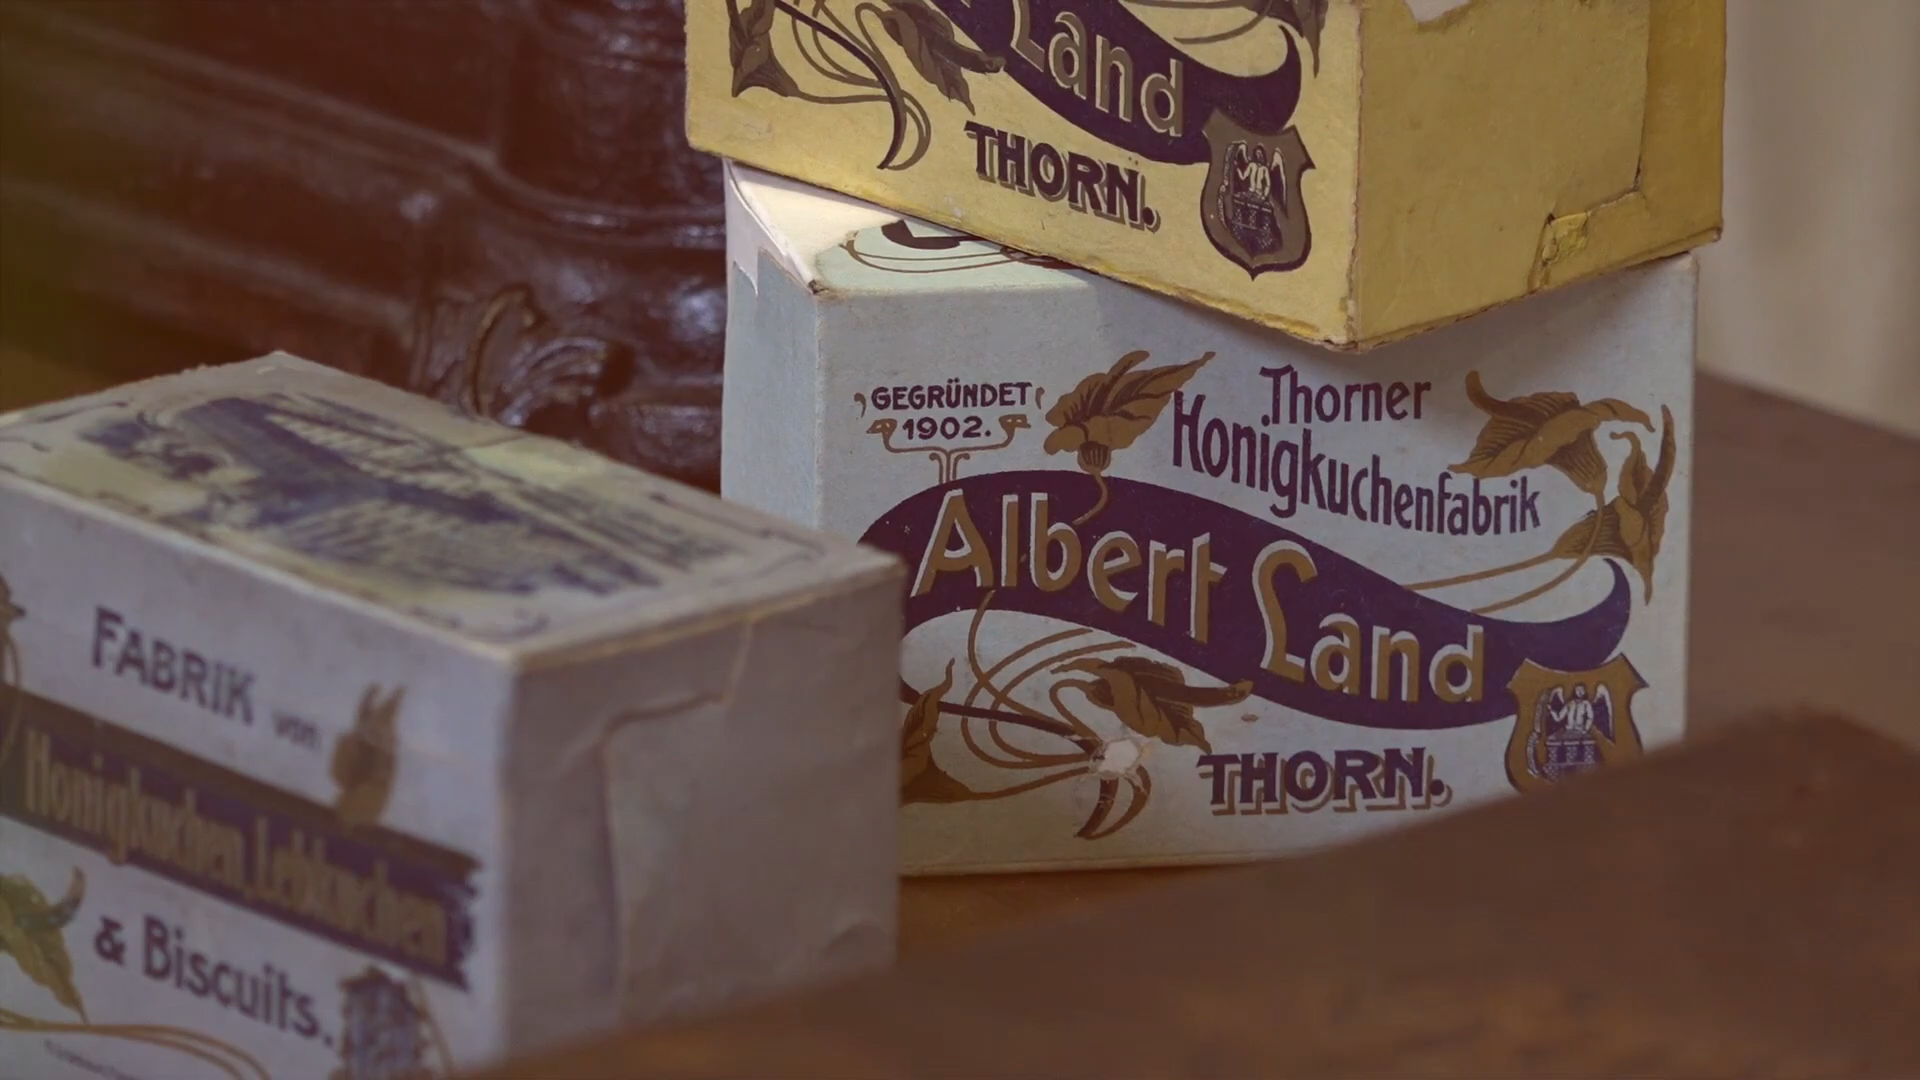 Land
THORN.
GEGRÜNDET
1902.
Thorner
Honigkuchenfabrik
Albert Land
THORN.
FABRIK von
Honigkuchen, Lebkuchen
& Biscuits.